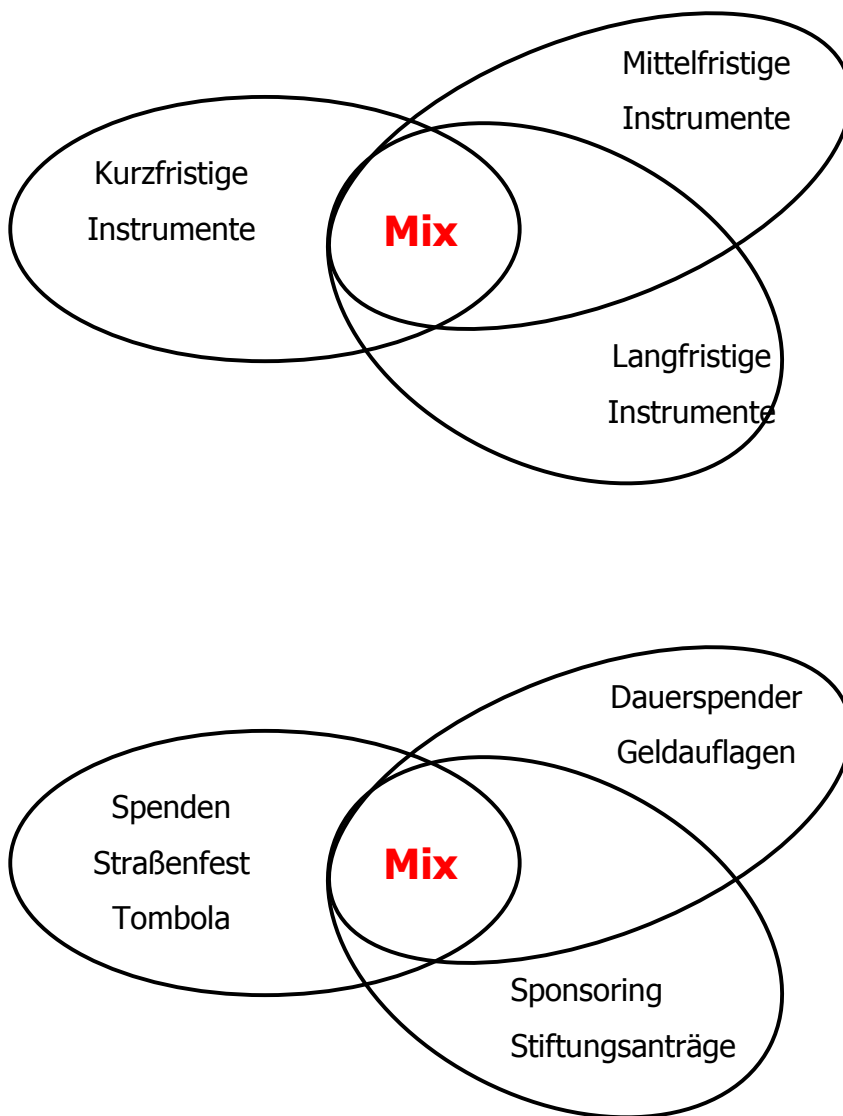 Mittelfristige
Instrumente
Kurzfristige
Instrumente
Mix
Langfristige
Instrumente
Dauerspender
Geldauflagen
Spenden
Straßenfest
Tombola
Mix
Sponsoring
Stiftungsanträge